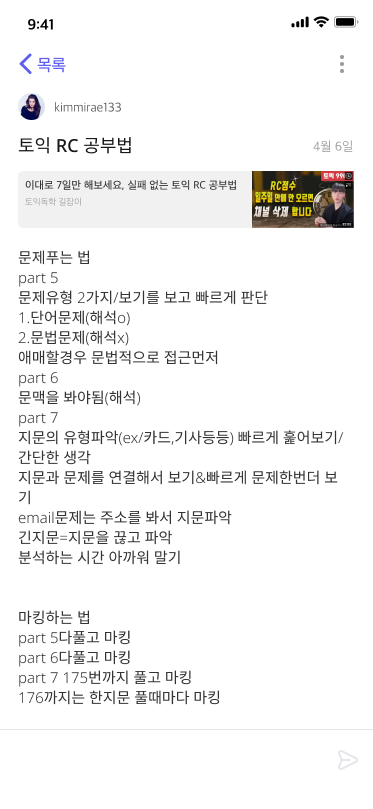 9:41
목록
kimmirae133
토익 RC 공부법
4월 6일
이대로 7일만 해보세요, 실패 없는 토익 RC 공부법
토익독학 길잡이
토익 9위
RC점수
일주일 만에 안 오르면
채널 삭제 합니다
문제푸는 법
part 5
문제유형 2가지/보기를 보고 빠르게 판단
1.단어문제(해석o)
2.문법문제(해석x)
애매할경우 문법적으로 접근먼저
part 6
문맥을 봐야됨(해석)
part 7
지문의 유형파악(ex/카드,기사등등) 빠르게 훑어보기/
간단한 생각
지문과 문제를 연결해서 보기&빠르게 문제한번더 보
기
email문제는 주소를 봐서 지문파악
긴지문=지문을 끊고 파악
분석하는 시간 아까워 말기
마킹하는 법
part 5다풀고 마킹
part 6다풀고 마킹
part 7 175번까지 풀고 마킹
176까지는 한지문 풀때마다 마킹